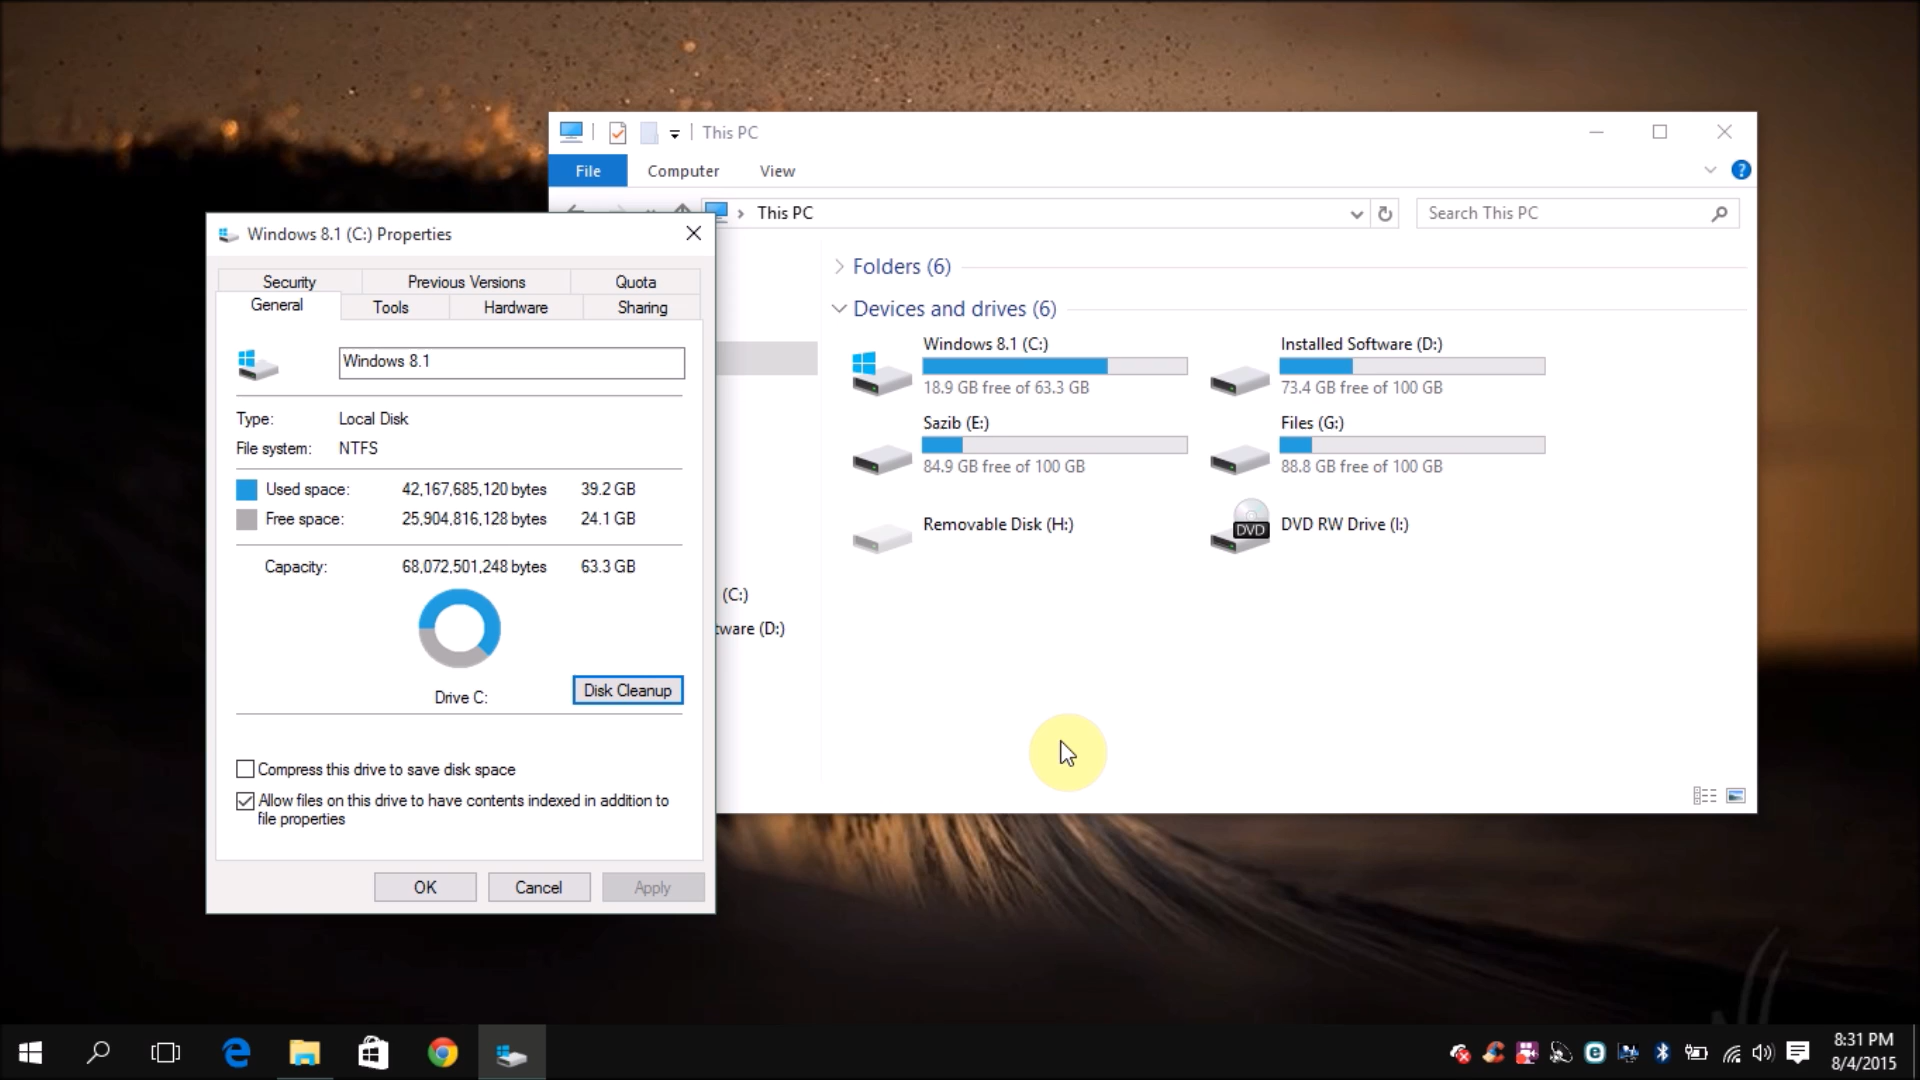 This PC
File Computer View
This PC
Search This PC
Windows 8.1 (C:) Properties
Security Previous Versions Quota
General Tools Hardware Sharing
Windows 8.1
Type: Local Disk
File system: NTFS
Used space: 42,167,685,120 bytes 39.2 GB
Free space: 25,904,816,128 bytes 24.1 GB
Capacity: 68,072,501,248 bytes 63.3 GB
Drive C:
Disk Cleanup
Compress this drive to save disk space
Allow files on this drive to have contents indexed in addition to
file properties
OK Cancel Apply
(C:)
tware (D:)
Folders (6)
Devices and drives (6)
Windows 8.1 (C:)
18.9 GB free of 63.3 GB
Installed Software (D:)
73.4 GB free of 100 GB
Sazib (E:)
84.9 GB free of 100 GB
Files (G:)
88.8 GB free of 100 GB
Removable Disk (H:)
DVD
DVD RW Drive (I:)
8:31 PM
8/4/2015